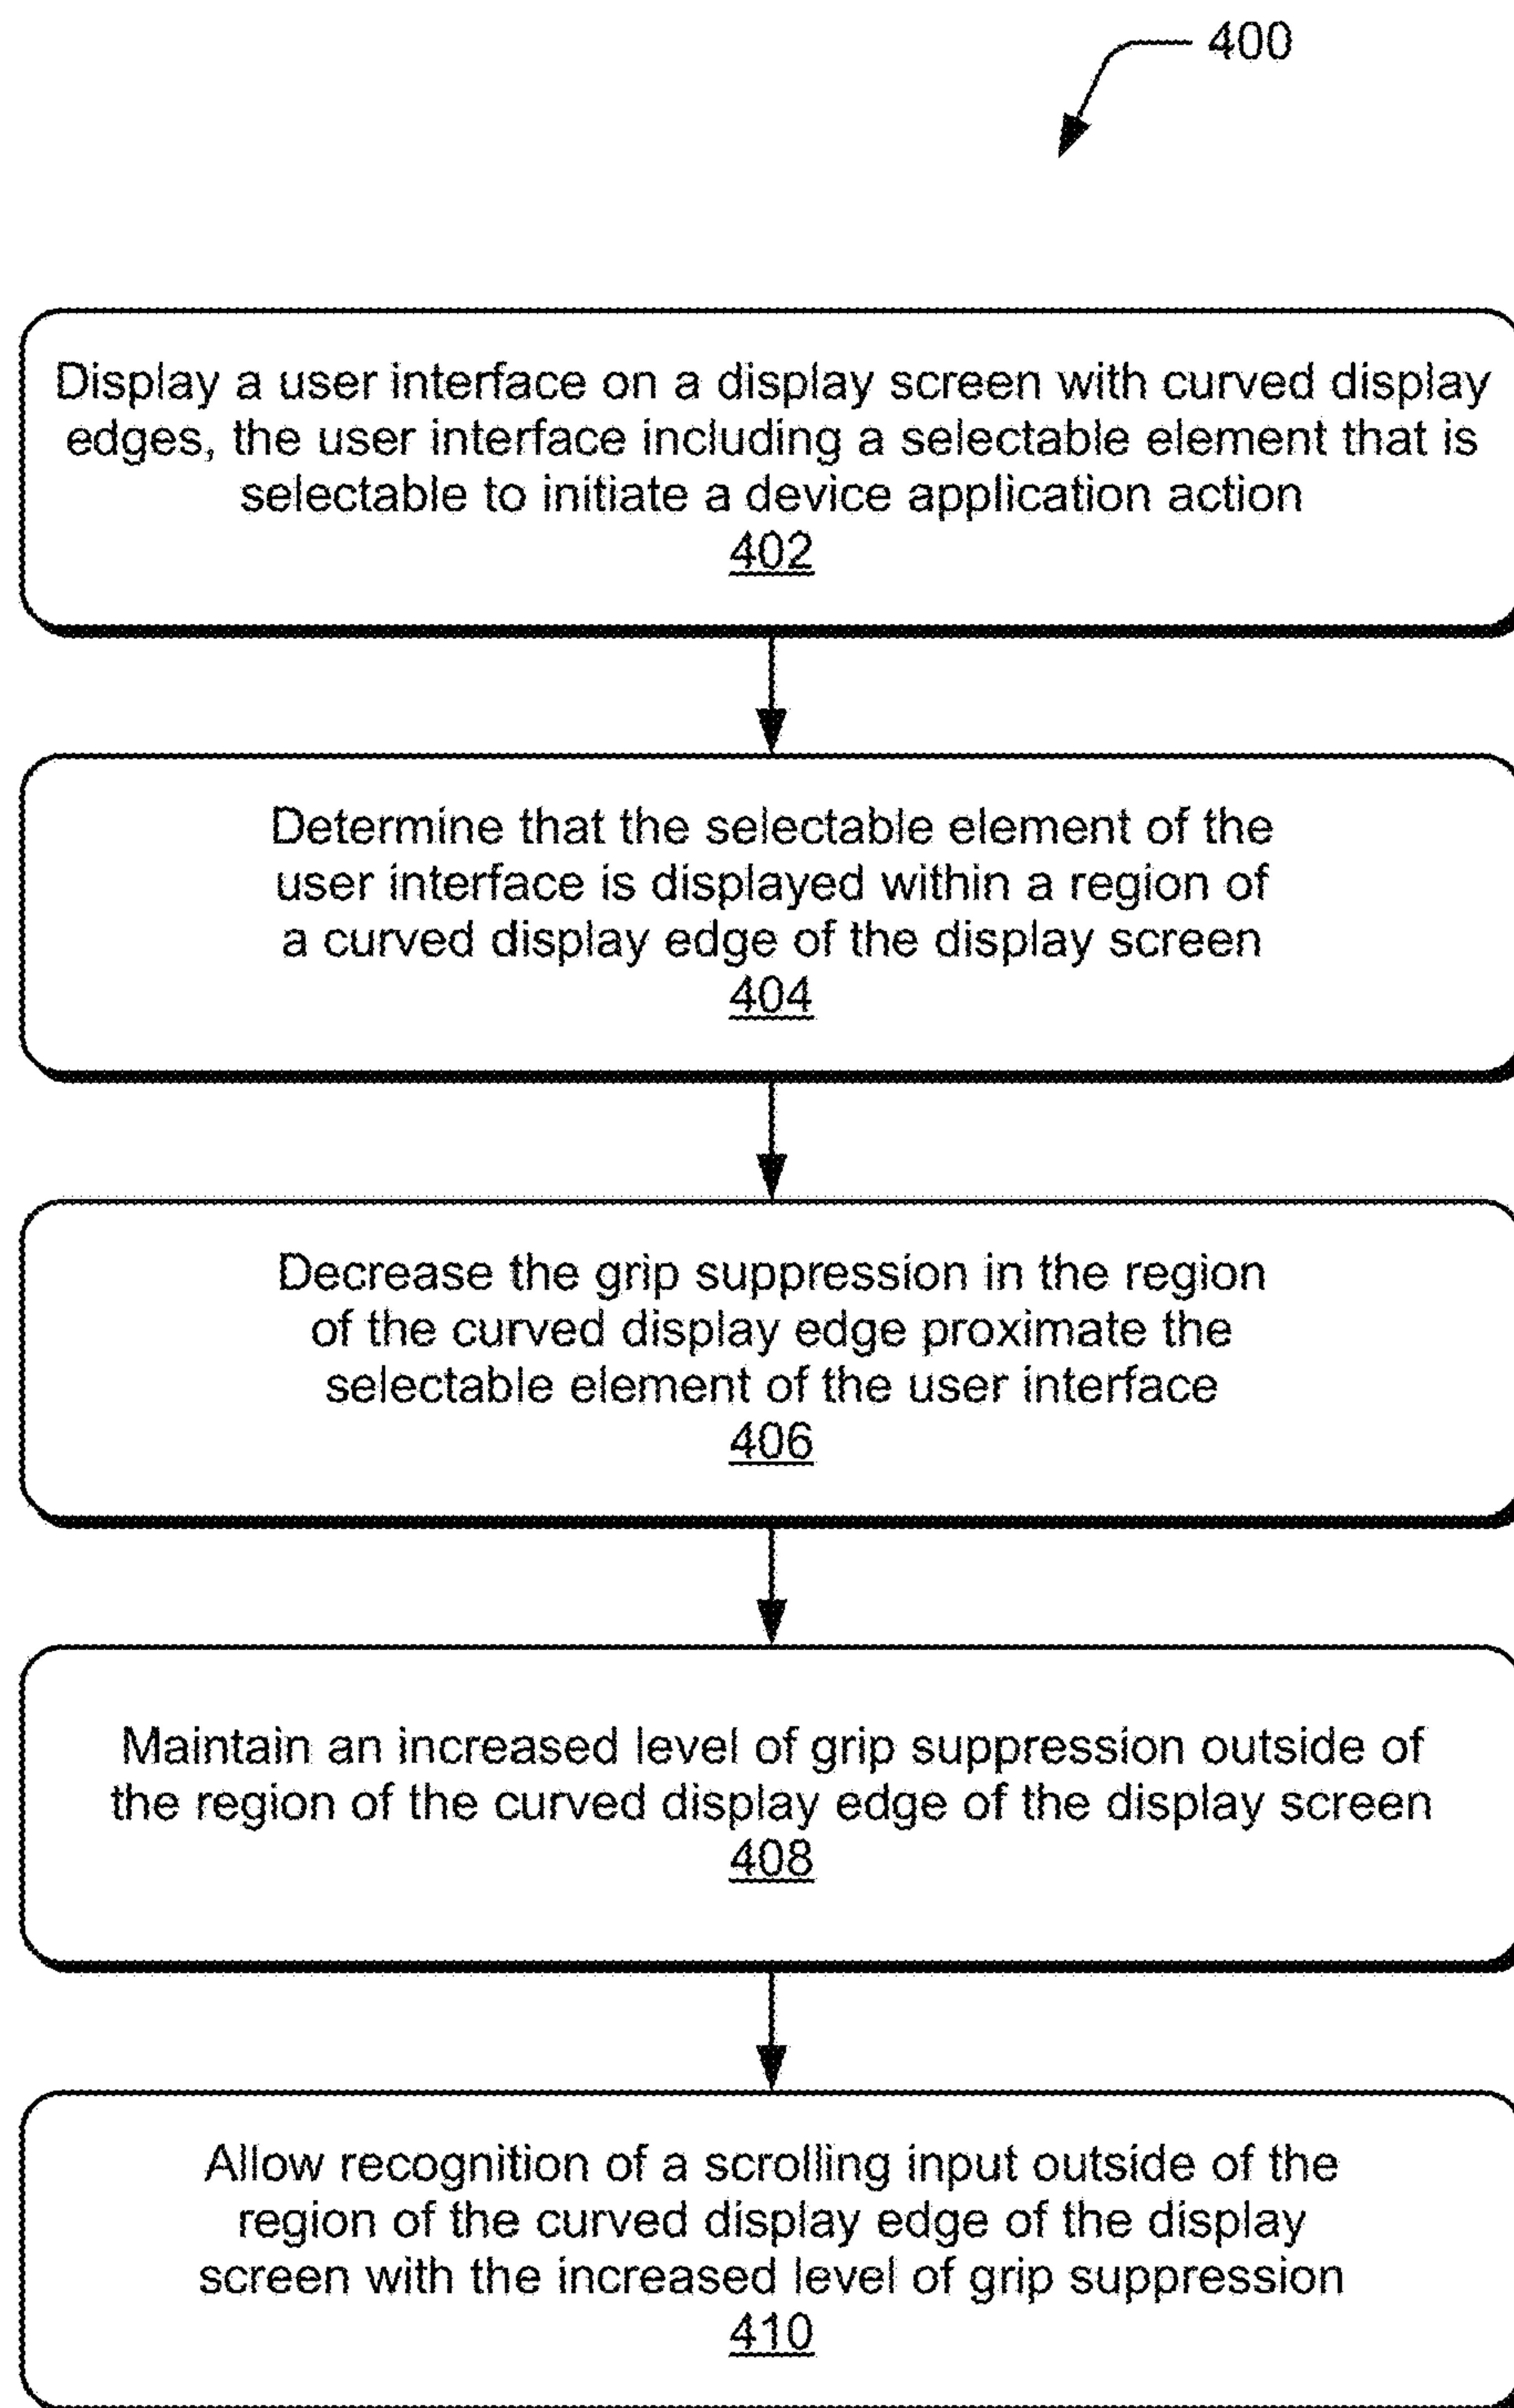 400
Display a user interface on a display screen with curved display
edges, the user interface including a selectable element that is
selectable to initiate a device application action
402
Determine that the selectable element of the
user interface is displayed within a region of
a curved display edge of the display screen
404
Decrease the grip suppression in the region
of the curved display edge proximate the
selectable element of the user interface
406
Maintain an increased level of grip suppression outside of
the region of the curved display edge of the display screen
408
Allow recognition of a scrolling input outside of the
region of the curved display edge of the display
screen with the increased level of grip suppression
410